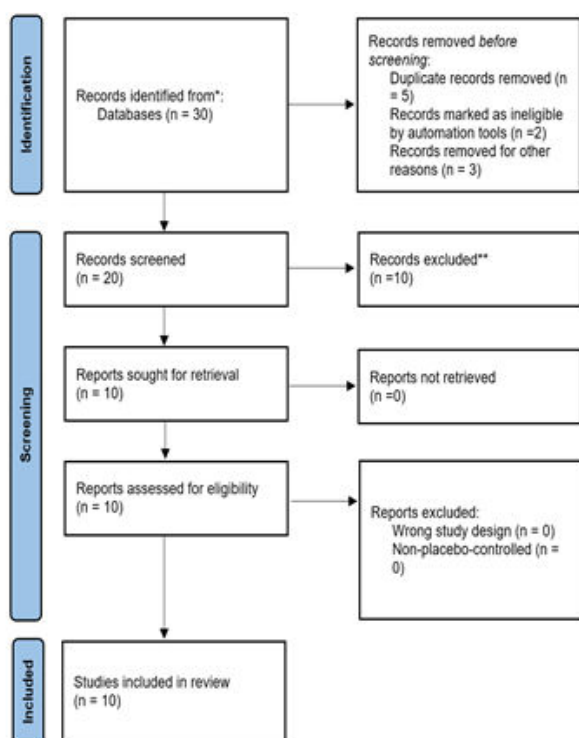 Identification
Records identified from*:
Databases (n = 30)
Records removed before
screening:
Duplicate records removed (n
= 5)
Records marked as ineligible
by automation tools (n =2)
Records removed for other
reasons (n = 3)
Screening
Records screened
(n = 20)
Records excluded**
(n =10)
Reports sought for retrieval
(n = 10)
Reports not retrieved
(n =0)
Reports assessed for eligibility
(n = 10)
Reports excluded:
Wrong study design (n = 0)
Non-placebo-controlled (n =
0)
Included
Studies included in review
(n = 10)